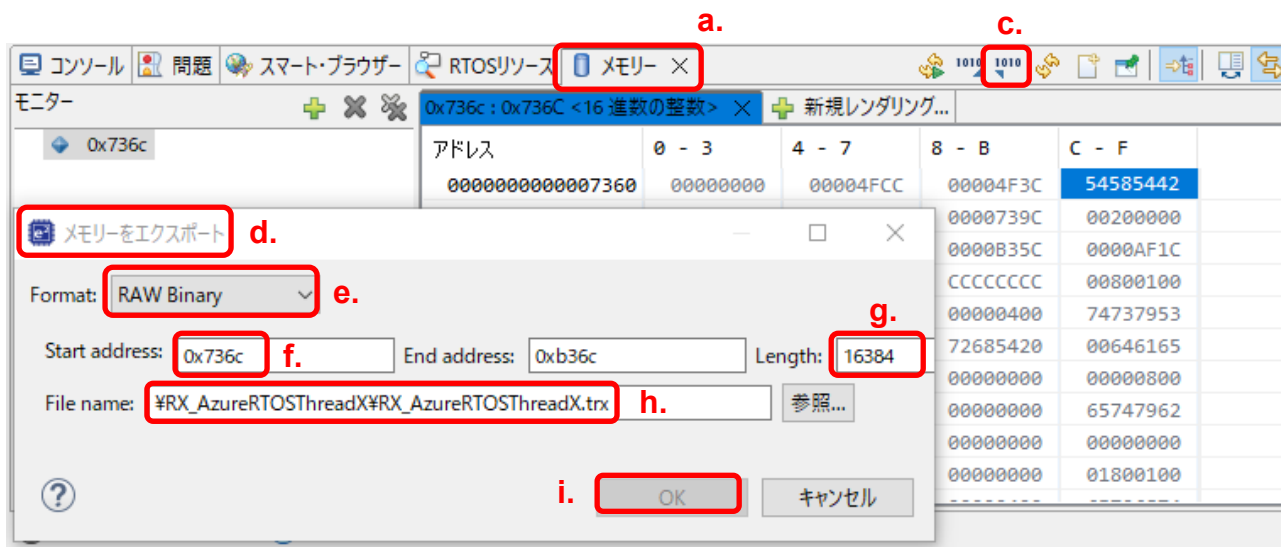 a.
c.
コンソール 問題 スマート・ブラウザー RTOSリソース メモリー
1010 1010
モニター
0x736c : 0x736C <16 進数の整数> 新規レンダリング...
0x736c
アドレス 0 - 3 4 - 7 8 - B C - F
0000000000007360 00000000 00004FCC 00004F3C 54585442
0000739C 00200000
0000B35C 0000AF1C
CCCCCCCC 00800100
00000400 74737953
72685420 00646165
00000000 00000800
00000000 65747962
00000000 00000000
00000000 01800100
メモリーをエクスポート d.
Format: RAW Binary e.
g.
Start address: 0x736c f. End address: 0xb36c Length: 16384
File name: ¥RX_AzureRTOSThreadX¥RX_AzureRTOSThreadX.trx h. 参照...
i. OK キャンセル